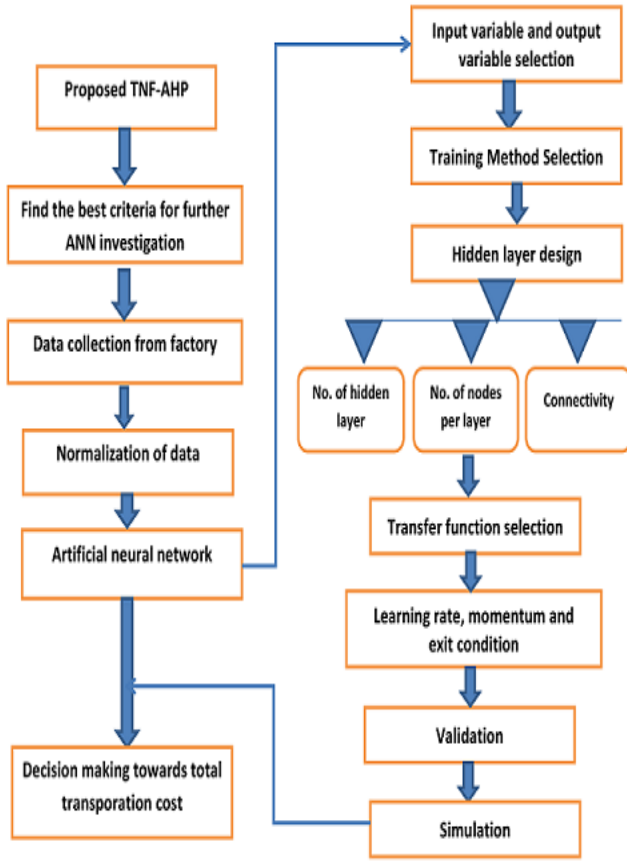 Proposed TNF-AHP
Find the best criteria for further
ANN investigation
Data collection from factory
Normalization of data
Artificial neural network
Decision making towards total
transporation cost
Input variable and output
variable selection
Training Method Selection
Hidden layer design
No. of hidden
layer
No. of nodes
per layer
Connectivity
Transfer function selection
Learning rate, momentum and
exit condition
Validation
Simulation